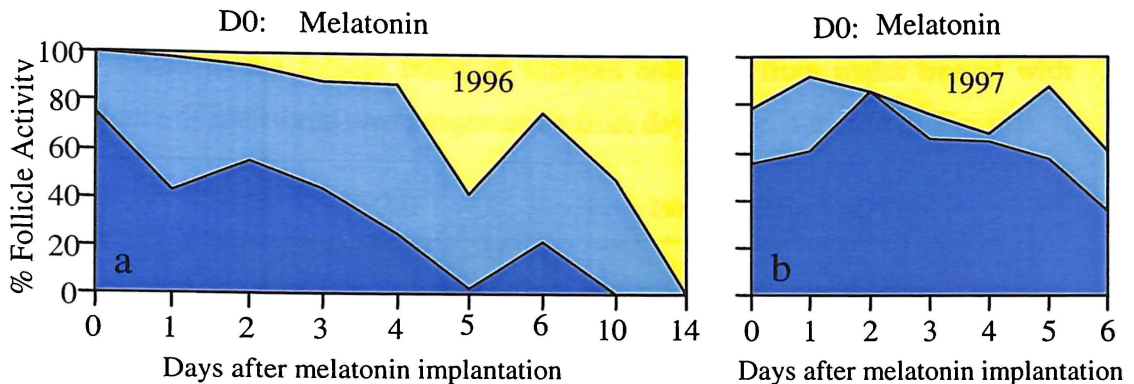 D0: Melatonin
100
80
60
40
20
0
% Follicle Activity
1996
a
0 1 2 3 4 5 6 10 14
Days after melatonin implantation
D0: Melatonin
1997
b
0 1 2 3 4 5 6
Days after melatonin implantation